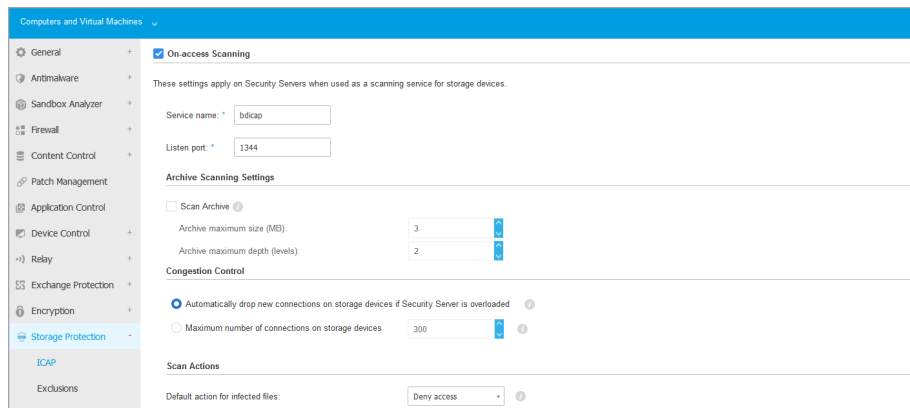 Computers and Virtual Machines
General +
Antimalware +
Sandbox Analyzer +
Firewall +
Content Control +
Patch Management
Application Control
Device Control +
Relay +
Exchange Protection +
Encryption +
Storage Protection -
ICAP
Exclusions
On-access Scanning
These settings apply on Security Servers when used as a scanning service for storage devices.
Service name: * bdicap
Listen port: * 1344
Archive Scanning Settings
Scan Archive i
Archive maximum size (MB): 3
Archive maximum depth (levels): 2
Congestion Control
Automatically drop new connections on storage devices if Security Server is overloaded i
Maximum number of connections on storage devices 300 i
Scan Actions
Default action for infected files: Deny access i